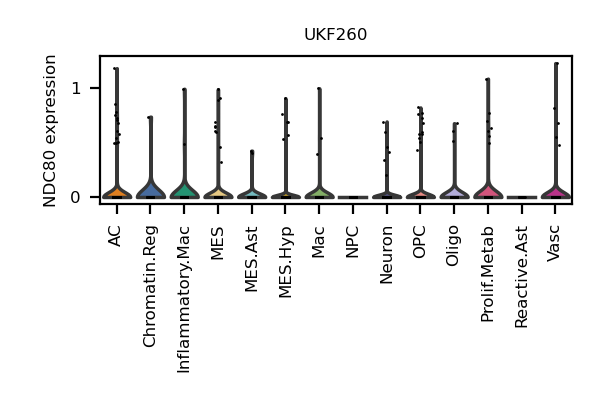 UKF260
NDC80 expression
1
0
AC
Chromatin.Reg
Inflammatory.Mac
MES
MES.Ast
MES.Hyp
Mac
NPC
Neuron
OPC
Oligo
Prolif.Metab
Reactive.Ast
Vasc